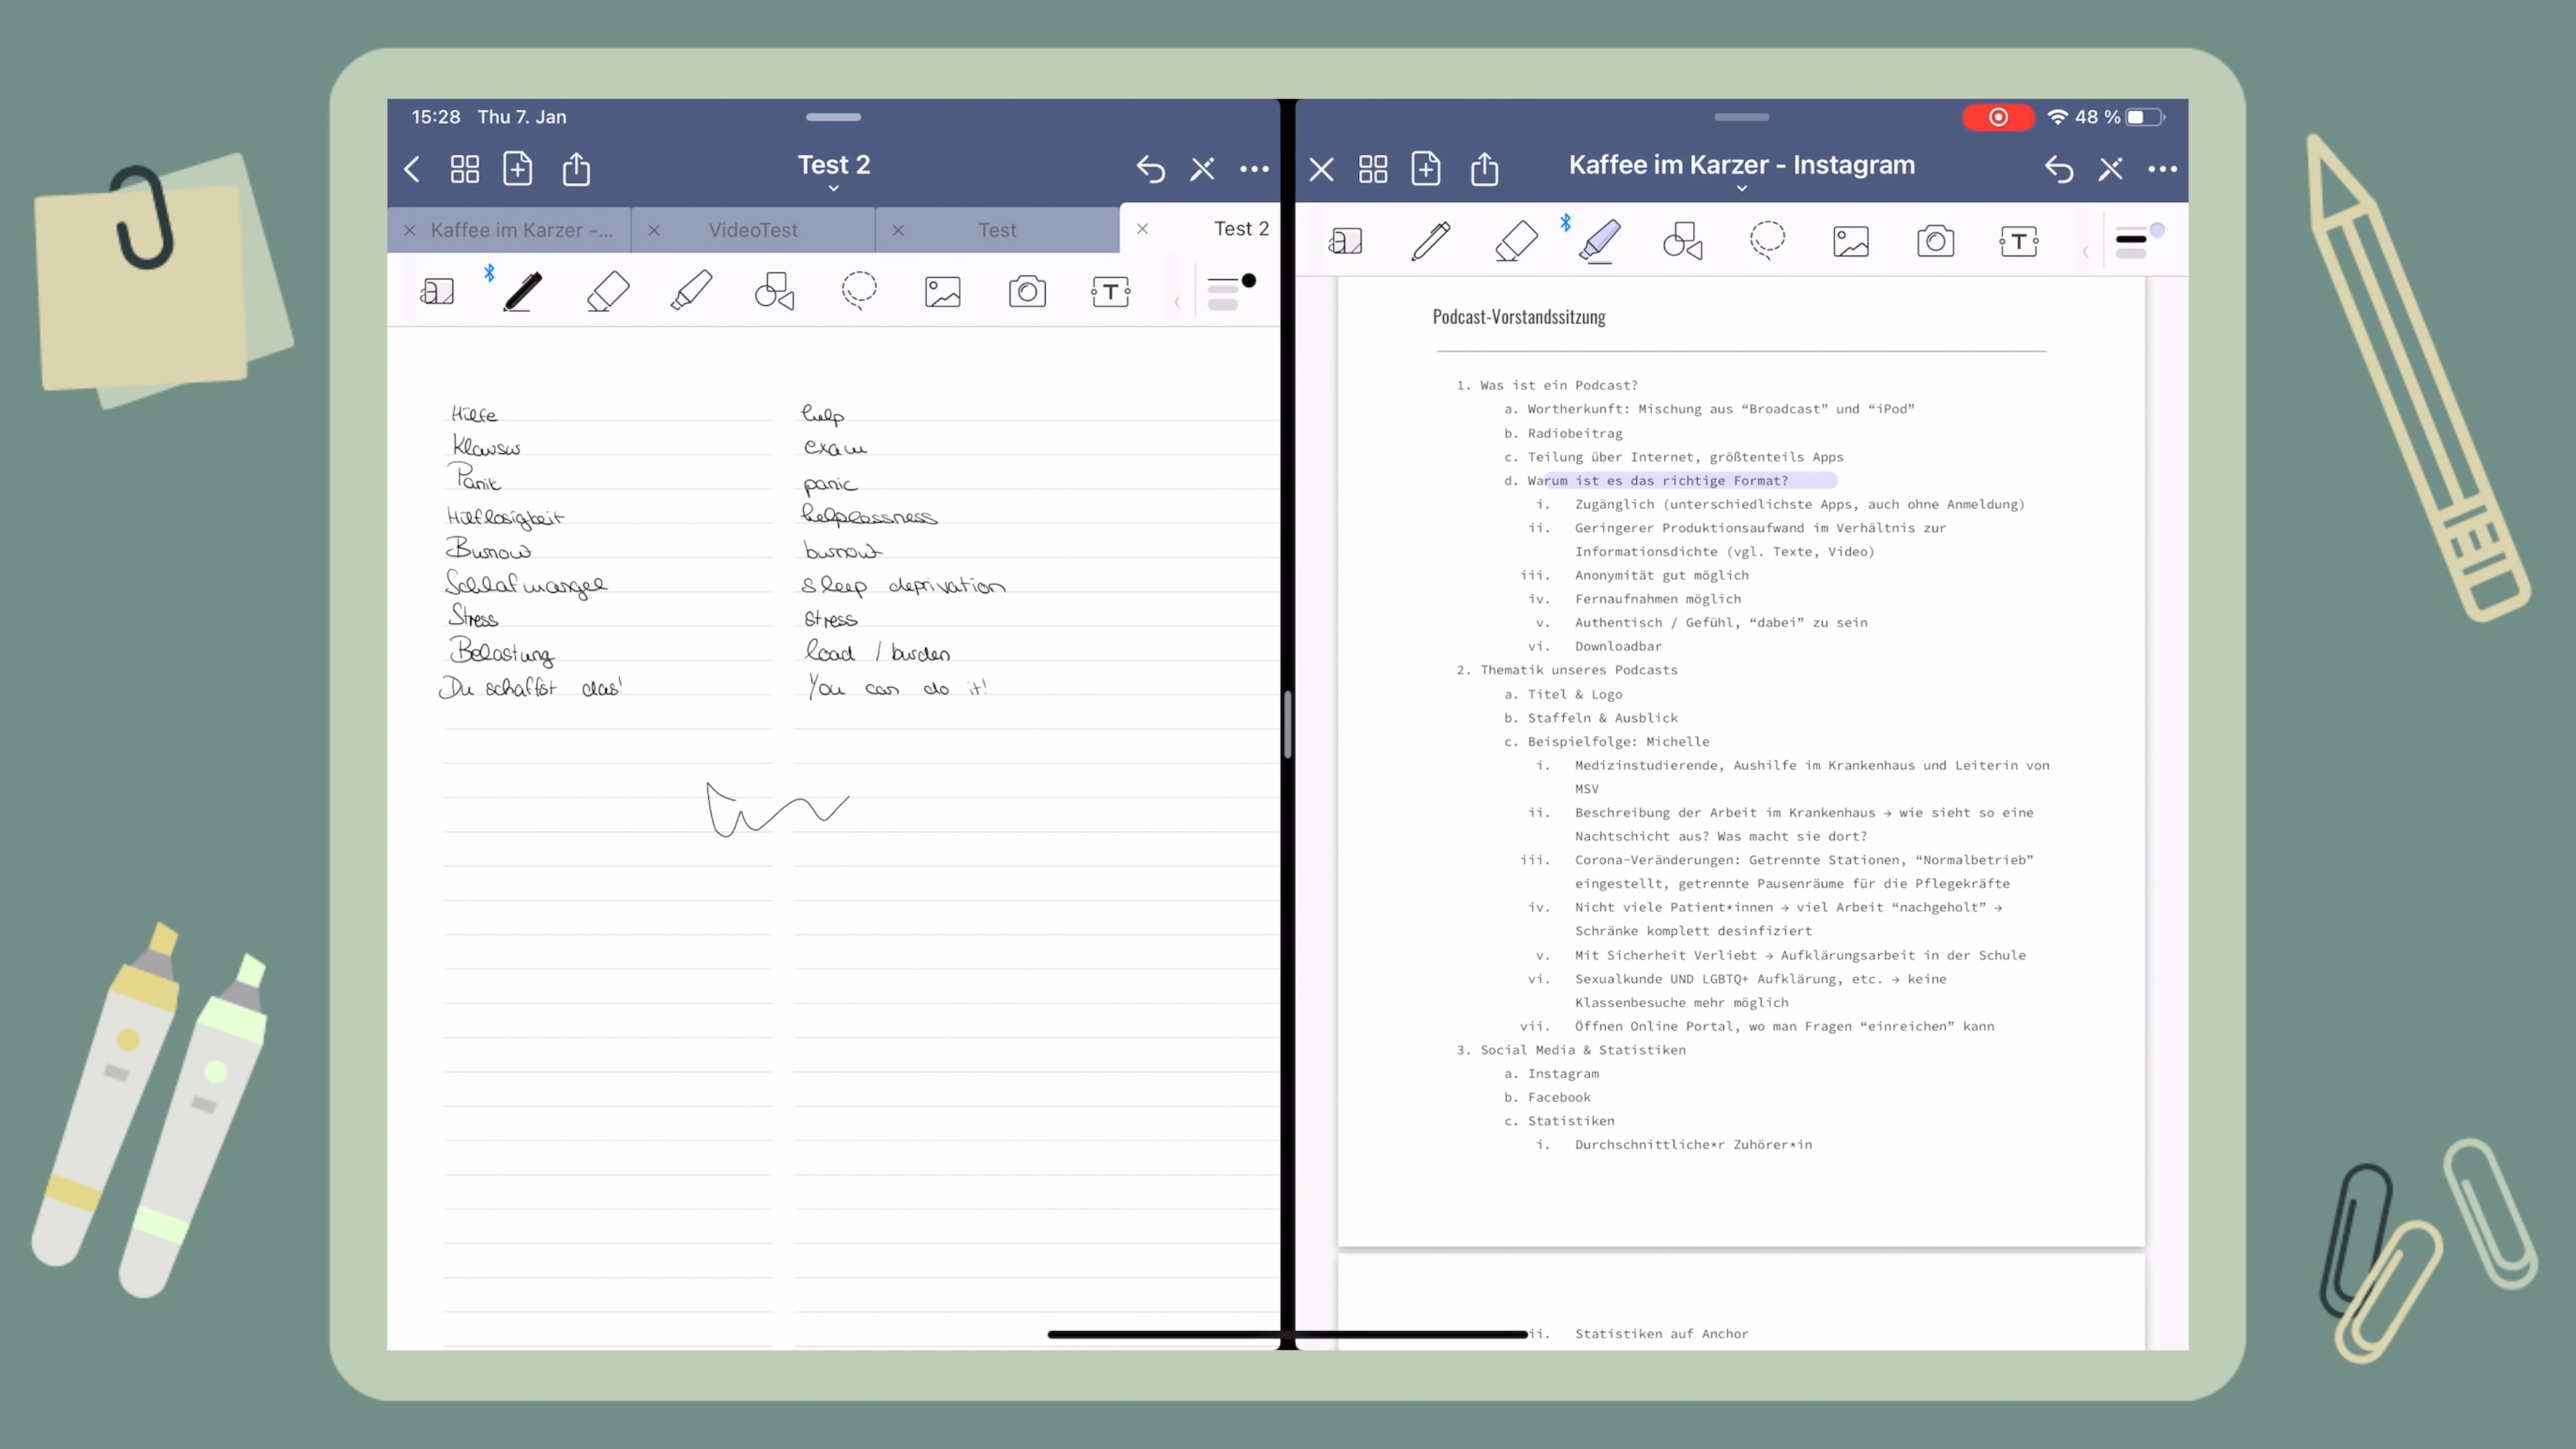 15:28 Thu 7. Jan
Test 2
Kaffee im Karzer -...
VideoTest
Test
Test 2
Hilfe help
Klausur exam
Panik panic
Hilflosigkeit helplessness
Burnout burnout
Schlafmangel sleep deprivation
Stress stress
Belastung load / burden
Du schaffst das! You can do it!
48 %
Kaffee im Karzer - Instagram
Podcast-Vorstandssitzung
1. Was ist ein Podcast?
a. Wortherkunft: Mischung aus “Broadcast” und “iPod”
b. Radiobeitrag
c. Teilung über Internet, größtenteils Apps
d. Warum ist es das richtige Format?
i. Zugänglich (unterschiedlichste Apps, auch ohne Anmeldung)
ii. Geringerer Produktionsaufwand im Verhältnis zur
Informationsdichte (vgl. Texte, Video)
iii. Anonymität gut möglich
iv. Fernaufnahmen möglich
v. Authentisch / Gefühl, “dabei” zu sein
vi. Downloadbar
2. Thematik unseres Podcasts
a. Titel & Logo
b. Staffeln & Ausblick
c. Beispielfolge: Michelle
i. Medizinstudierende, Aushilfe im Krankenhaus und Leiterin von
MSV
ii. Beschreibung der Arbeit im Krankenhaus → wie sieht so eine
Nachtschicht aus? Was macht sie dort?
iii. Corona-Veränderungen: Getrennte Stationen, “Normalbetrieb”
eingestellt, getrennte Pausenräume für die Pflegekräfte
iv. Nicht viele Patient*innen → viel Arbeit “nachgeholt” →
Schränke komplett desinfiziert
v. Mit Sicherheit Verliebt → Aufklärungsarbeit in der Schule
vi. Sexualkunde UND LGBTQ+ Aufklärung, etc. → keine
Klassenbesuche mehr möglich
vii. Öffnen Online Portal, wo man Fragen “einreichen” kann
3. Social Media & Statistiken
a. Instagram
b. Facebook
c. Statistiken
i. Durchschnittliche*r Zuhörer*in
ii. Statistiken auf Anchor